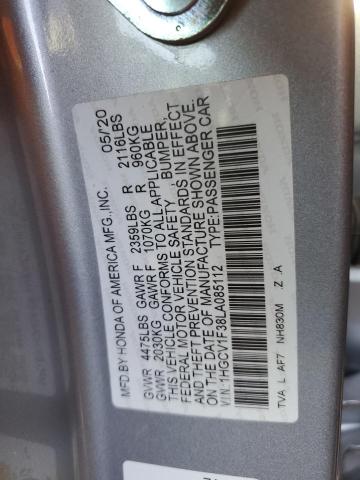 MFD.BY HONDA OF AMERICA MFG.,INC. 05/'20
GVWR 4475LBS GAWR F 2359LBS R 2116LBS
GVWR 2030KG GAWR F 1070KG R 960KG
THIS VEHICLE CONFORMS TO ALL APPLICABLE
FEDERAL MOTOR VEHICLE SAFETY , BUMPER,
AND THEFT PREVENTION STANDARDS IN EFFECT
ON THE DATE OF MANUFACTURE SHOWN ABOVE.
V.I.N.:1HGCV1F38LA085112 TYPE:PASSENGER CAR
TVA L AF7 NH830M .Z .A